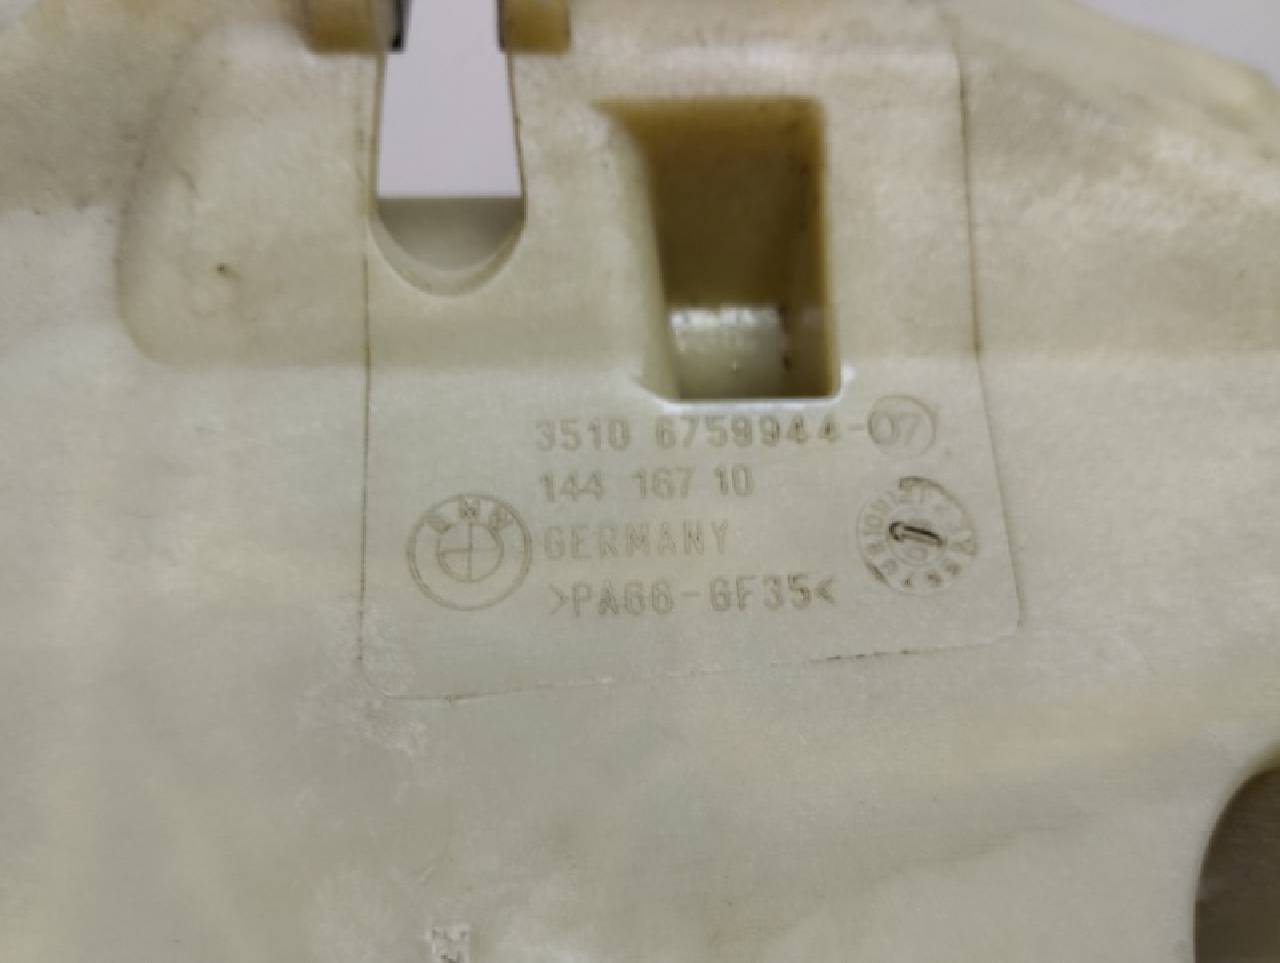 3510 6759944-07
144 167 10
BMW
GERMANY
>PA66-GF35<